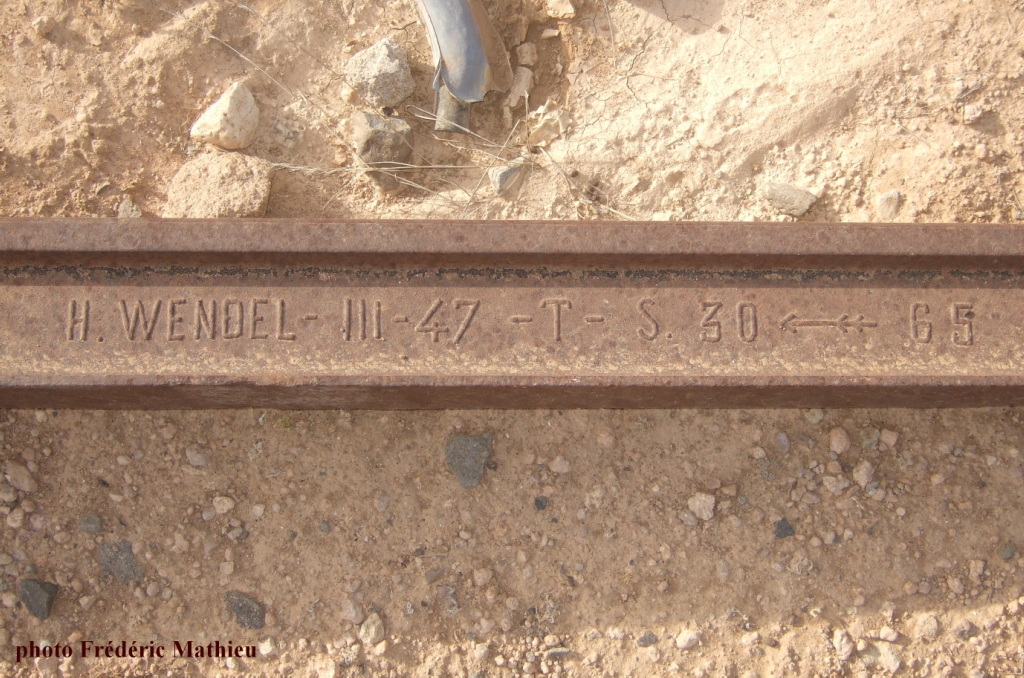 H. WENDEL - III - 47 - T - S. 30 ⟵ 65
photo Frédéric Mathieu